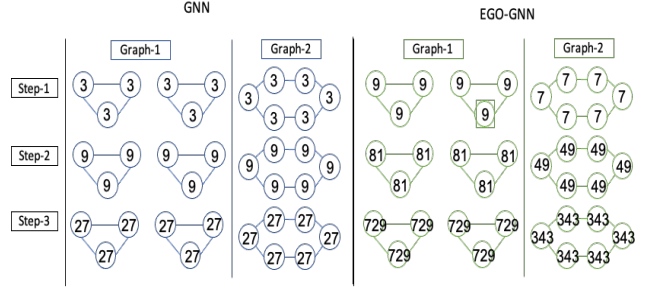 GNN EGO-GNN
Graph-1 Graph-2 Graph-1 Graph-2
Step-1 3 3 3 3 3 3 9 9 9 9 7 7
3 3 7 7
3 3 3 3 9 9 7 7
Step-2 9 9 9 9 9 9 81 81 81 81 49 49
9 9 49 49
9 9 9 9 81 81 49 49
Step-3 27 27 27 27 27 27 729 729 729 729 343 343
27 27 343 343
27 27 27 27 729 729 343 343